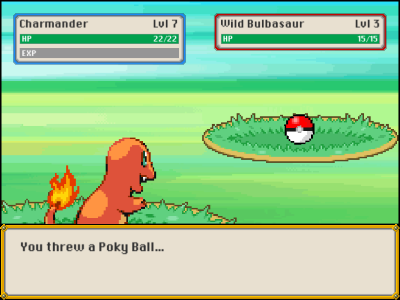 Charmander Lvl 7
HP 22/22
EXP
Wild Bulbasaur Lvl 3
HP 15/15
You threw a Poky Ball...